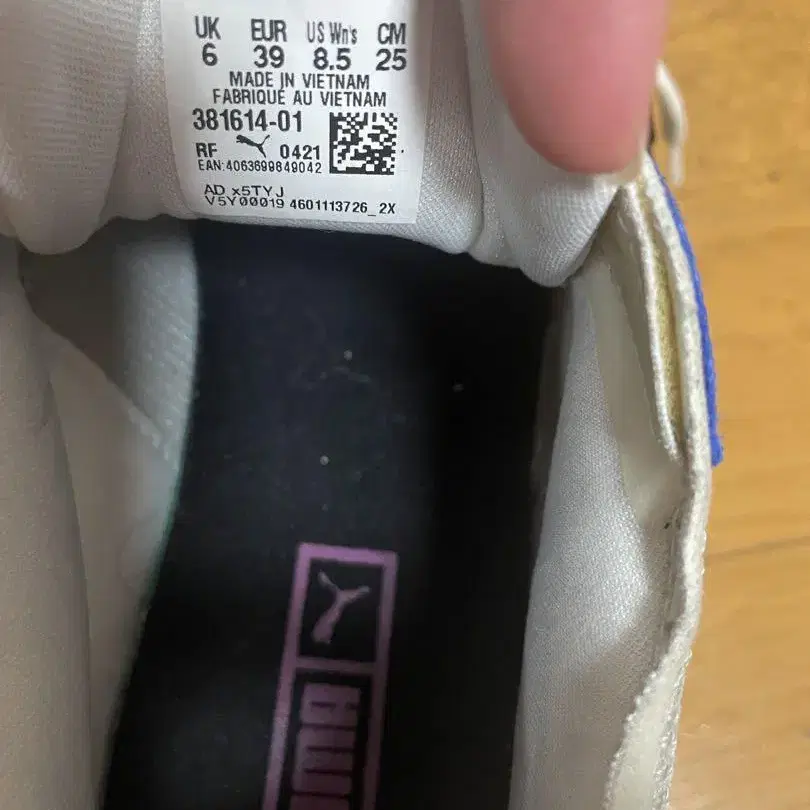 UK EUR US Wn's CM
6 39 8.5 25
MADE IN VIETNAM
FABRIQUÉ AU VIETNAM
381614-01
RF 0421
EAN:4063699849042
AD x5TYJ
V5Y00019 4601113726_2X